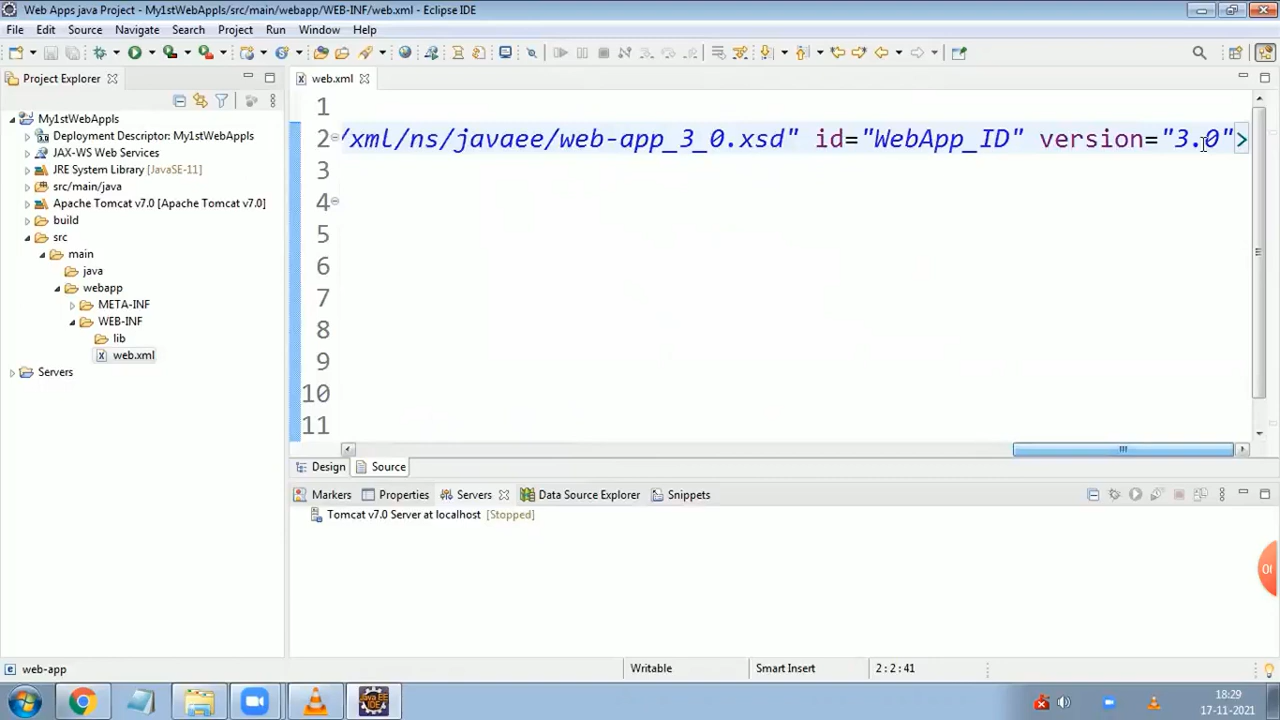 Web Apps java Project - My1stWebAppls/src/main/webapp/WEB-INF/web.xml - Eclipse IDE
File Edit Source Navigate Search Project Run Window Help
Project Explorer
web.xml
My1stWebAppls
Deployment Descriptor: My1stWebAppls
JAX-WS Web Services
JRE System Library [JavaSE-11]
src/main/java
Apache Tomcat v7.0 [Apache Tomcat v7.0]
build
src
main
java
webapp
META-INF
WEB-INF
lib
web.xml
Servers
1
2 /xml/ns/javaee/web-app_3_0.xsd" id="WebApp_ID" version="3.0">
3
4
5
6
7
8
9
10
11
Design Source
Markers Properties Servers Data Source Explorer Snippets
Tomcat v7.0 Server at localhost [Stopped]
web-app Writable Smart Insert 2 : 2 : 41
18:29
17-11-2021